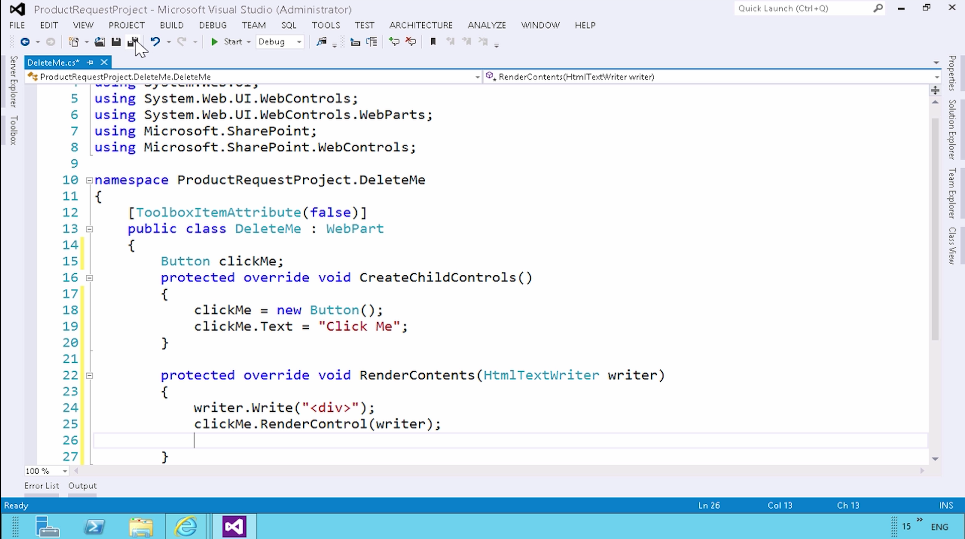 ProductRequestProject - Microsoft Visual Studio (Administrator)
Quick Launch (Ctrl+Q)
FILE EDIT VIEW PROJECT BUILD DEBUG TEAM SQL TOOLS TEST ARCHITECTURE ANALYZE WINDOW HELP
Start Debug
DeleteMe.cs*
ProductRequestProject.DeleteMe.DeleteMe RenderContents(HtmlTextWriter writer)
Server Explorer
Toolbox
4 using System.Web.UI;
5 using System.Web.UI.WebControls;
6 using System.Web.UI.WebControls.WebParts;
7 using Microsoft.SharePoint;
8 using Microsoft.SharePoint.WebControls;
9
10 namespace ProductRequestProject.DeleteMe
11 {
12 [ToolboxItemAttribute(false)]
13 public class DeleteMe : WebPart
14 {
15 Button clickMe;
16 protected override void CreateChildControls()
17 {
18 clickMe = new Button();
19 clickMe.Text = "Click Me";
20 }
21
22 protected override void RenderContents(HtmlTextWriter writer)
23 {
24 writer.Write("<div>");
25 clickMe.RenderControl(writer);
26
27 }
Properties
Solution Explorer
Team Explorer
Class View
100 %
Error List Output
Ready Ln 26 Col 13 Ch 13 INS
15 ENG